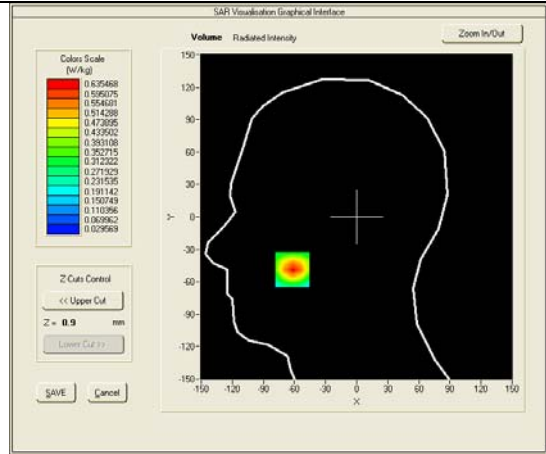 SAR Visualisation Graphical Interface
Volume Radiated Intensity
Zoom In/Out
Colors Scale
(W/kg)
0.635468
0.595075
0.554681
0.514288
0.473895
0.433502
0.393108
0.352715
0.312322
0.271929
0.231535
0.191142
0.150749
0.110356
0.069962
0.029569
Z-Cuts Control
<< Upper Cut
Z = 0.9 mm
Lower Cut >>
SAVE Cancel
150-
120-
90-
60-
30-
Y 0-
-30-
-60-
-90-
-120-
-150-
-150 -120 -90 -60 -30 0 30 60 90 120 150
X